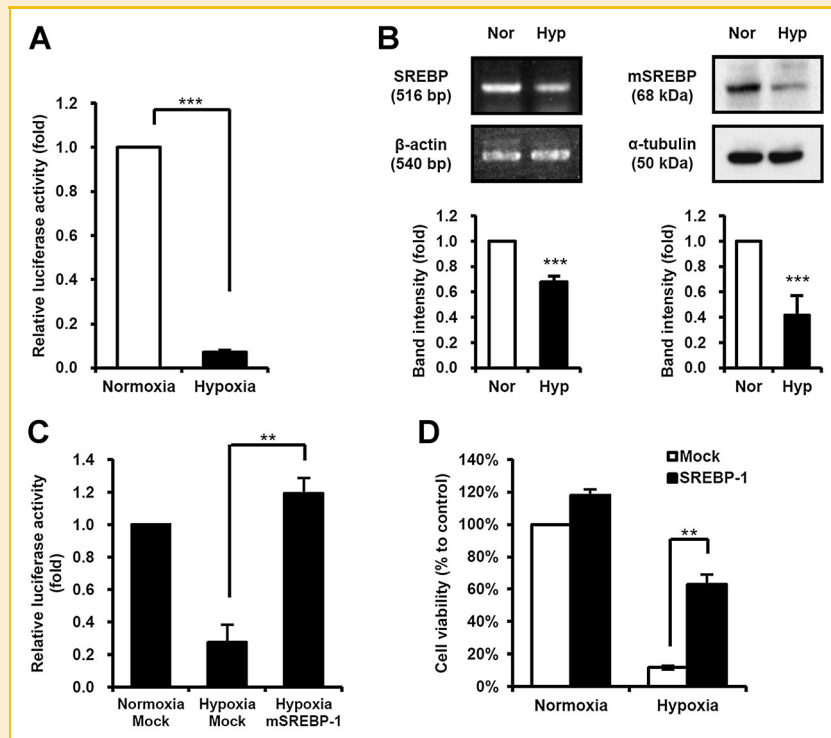 A
Relative luciferase activity (fold)
1.2
1.0
0.8
0.6
0.4
0.2
0.0
***
Normoxia Hypoxia
B
Nor Hyp
SREBP
(516 bp)
β-actin
(540 bp)
Band intensity (fold)
1.2
1.0
0.8
0.6
0.4
0.2
0.0
***
Nor Hyp
Nor Hyp
mSREBP
(68 kDa)
α-tubulin
(50 kDa)
Band intensity (fold)
1.2
1.0
0.8
0.6
0.4
0.2
0.0
***
Nor Hyp
C
Relative luciferase activity
(fold)
1.4
1.2
1.0
0.8
0.6
0.4
0.2
0.0
**
Normoxia Hypoxia Hypoxia
Mock Mock mSREBP-1
D
Cell viability (% to control)
140%
120%
100%
80%
60%
40%
20%
0%
Mock
SREBP-1
**
Normoxia Hypoxia